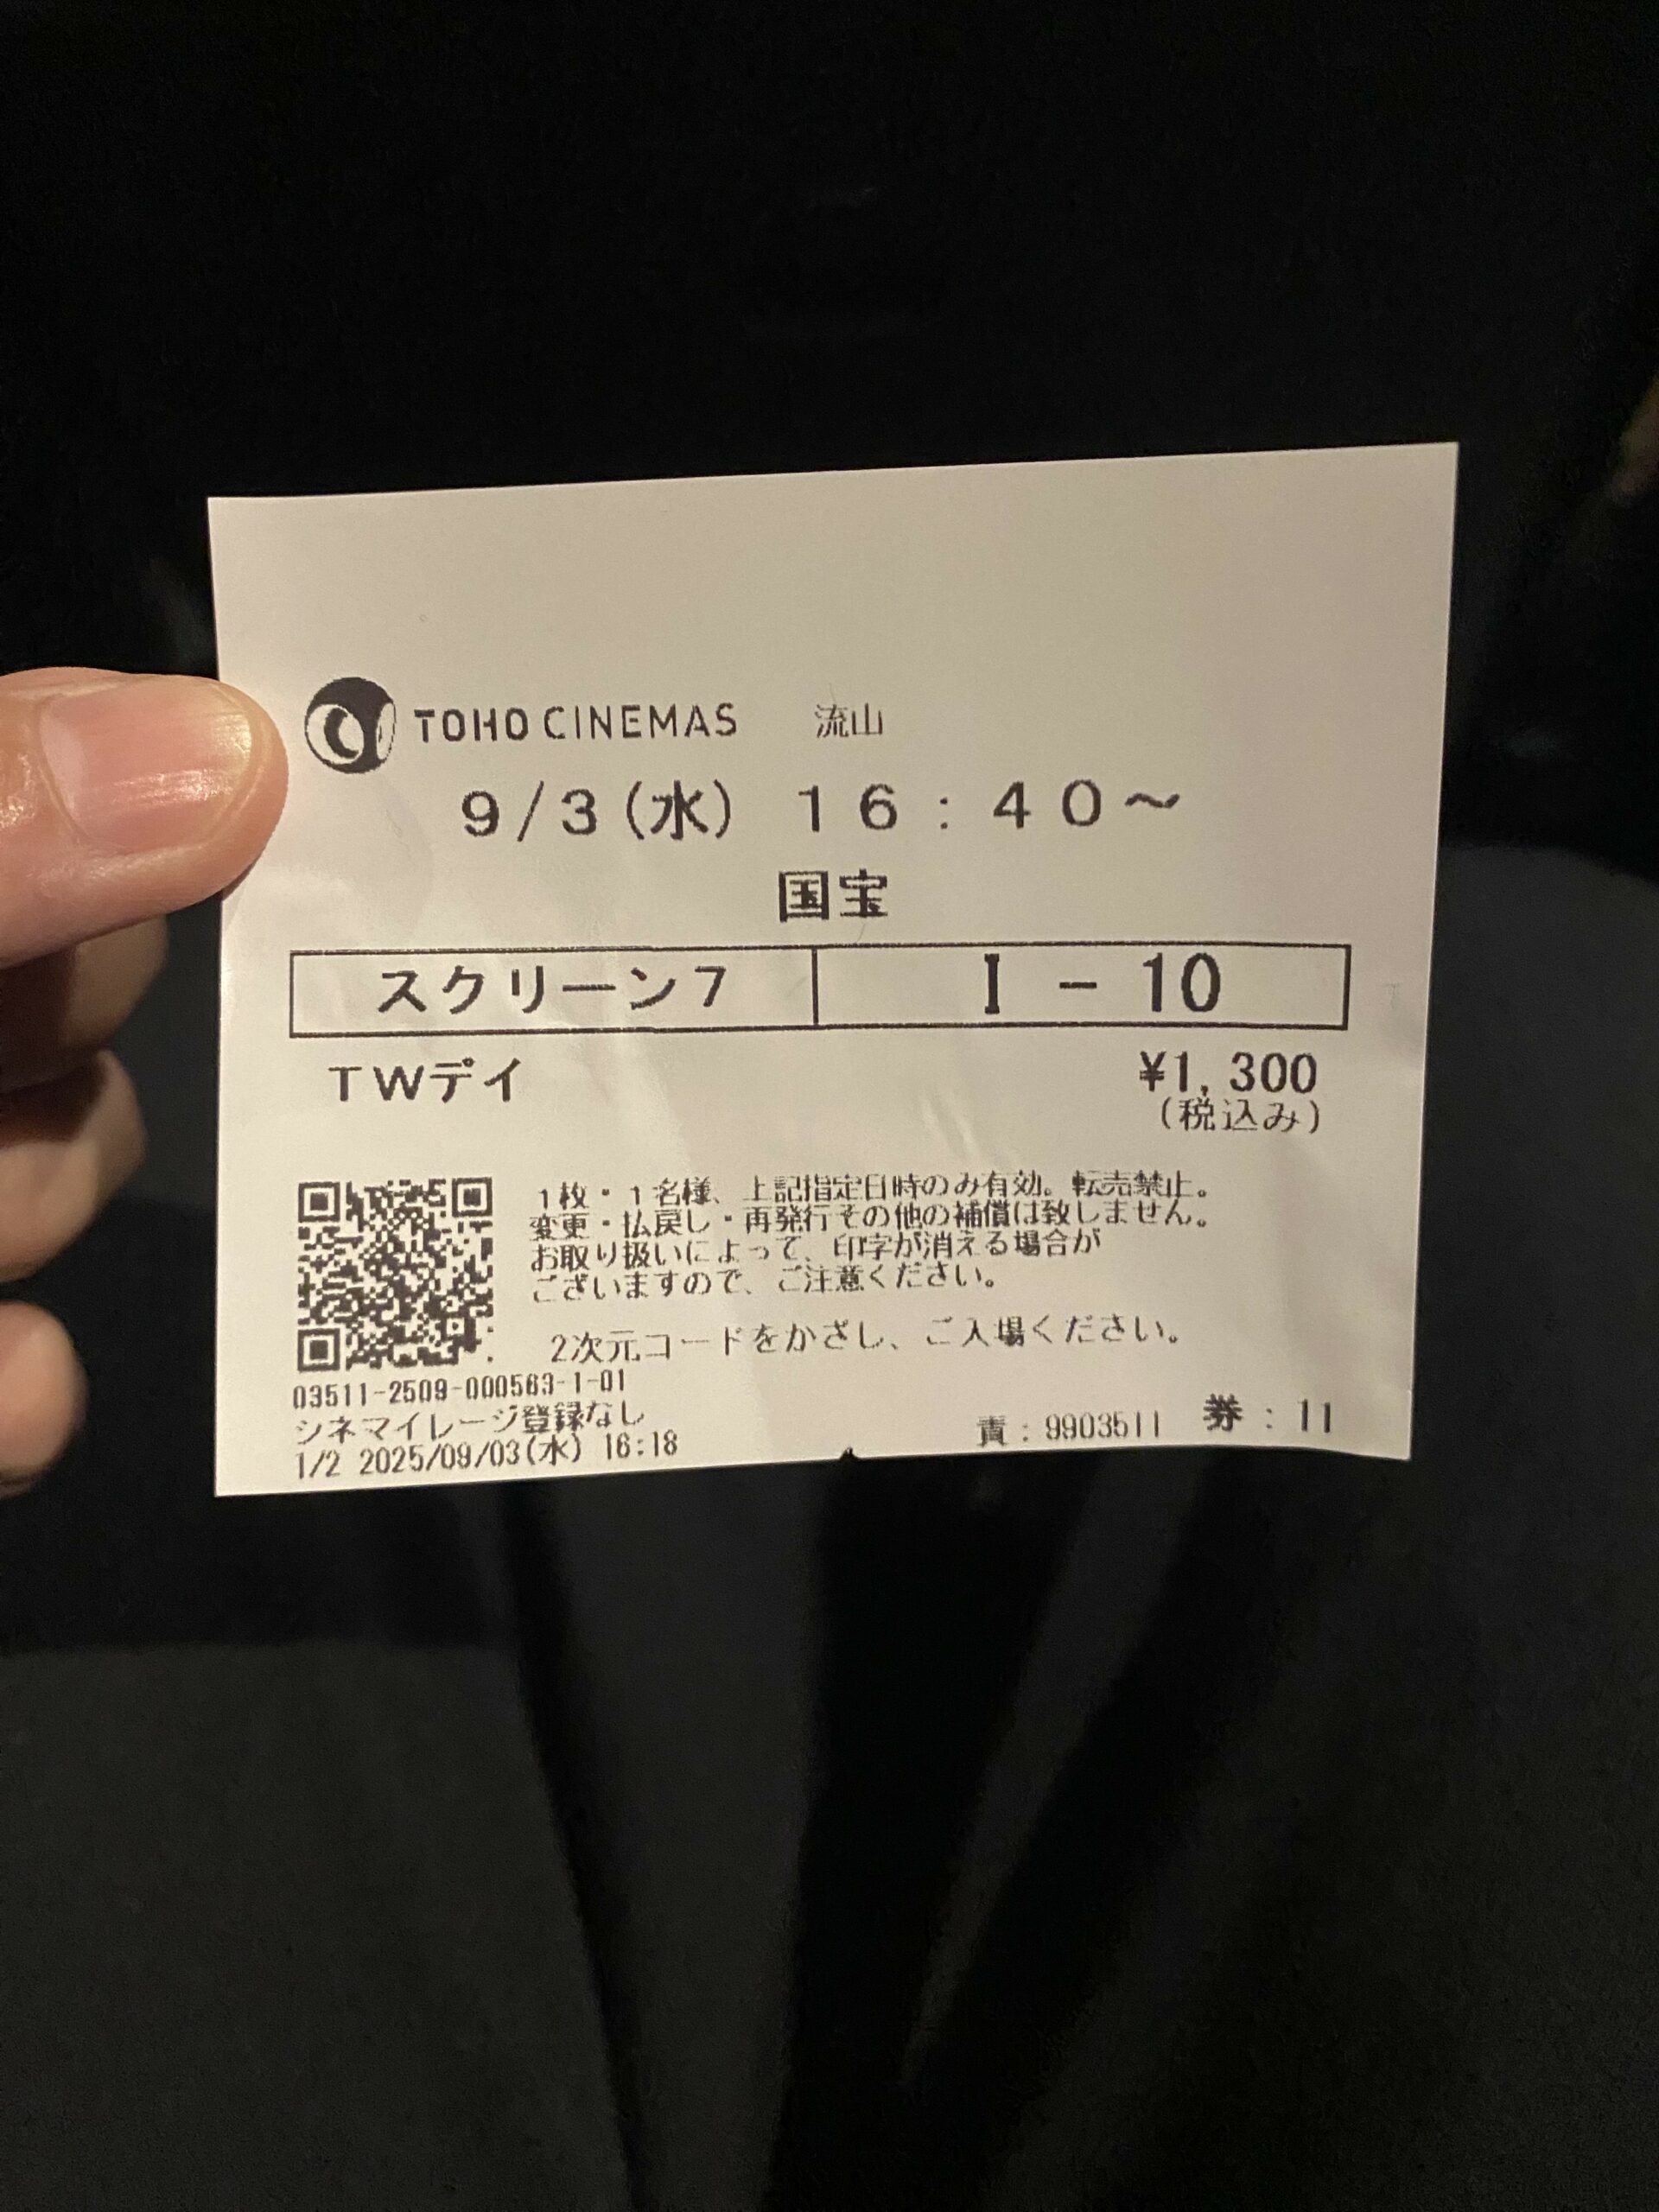 TOHO CINEMAS 流山
9/3(水) 16:40～
国宝
スクリーン7 I - 10
TWデイ ¥1,300
(税込み)
1枚・1名様、上記指定日時のみ有効。転売禁止。
変更・払戻し・再発行その他の補償は致しません。
お取り扱いによって、印字が消える場合が
ございますので、ご注意ください。
2次元コードをかざし、ご入場ください。
03511-2509-000563-1-01
シネマイレージ登録なし
1/2 2025/09/03(水) 16:18 責:9903511 券:11